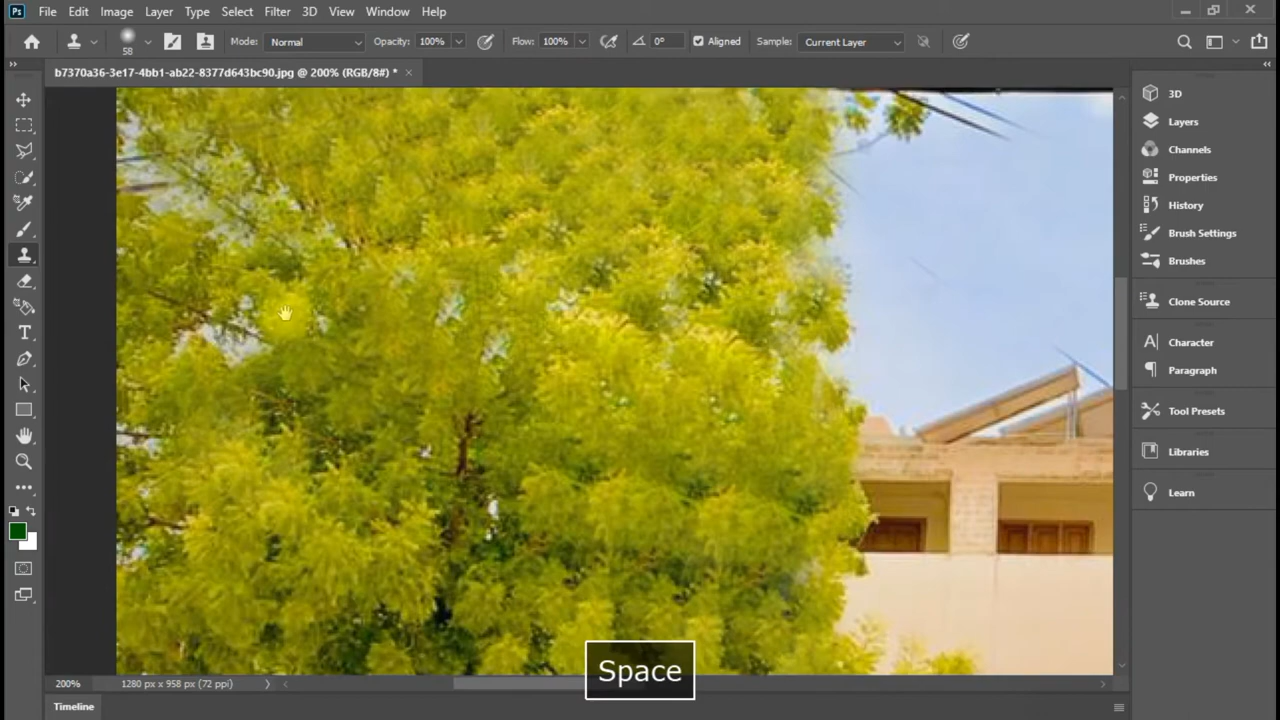 Ps File Edit Image Layer Type Select Filter 3D View Window Help
58 Mode: Normal Opacity: 100% Flow: 100% 0° Aligned Sample: Current Layer
b7370a36-3e17-4bb1-ab22-8377d643bc90.jpg @ 200% (RGB/8#) * ×
3D
Layers
Channels
Properties
History
Brush Settings
Brushes
Clone Source
Character
Paragraph
Tool Presets
Libraries
Learn
Space
200% 1280 px x 958 px (72 ppi)
Timeline